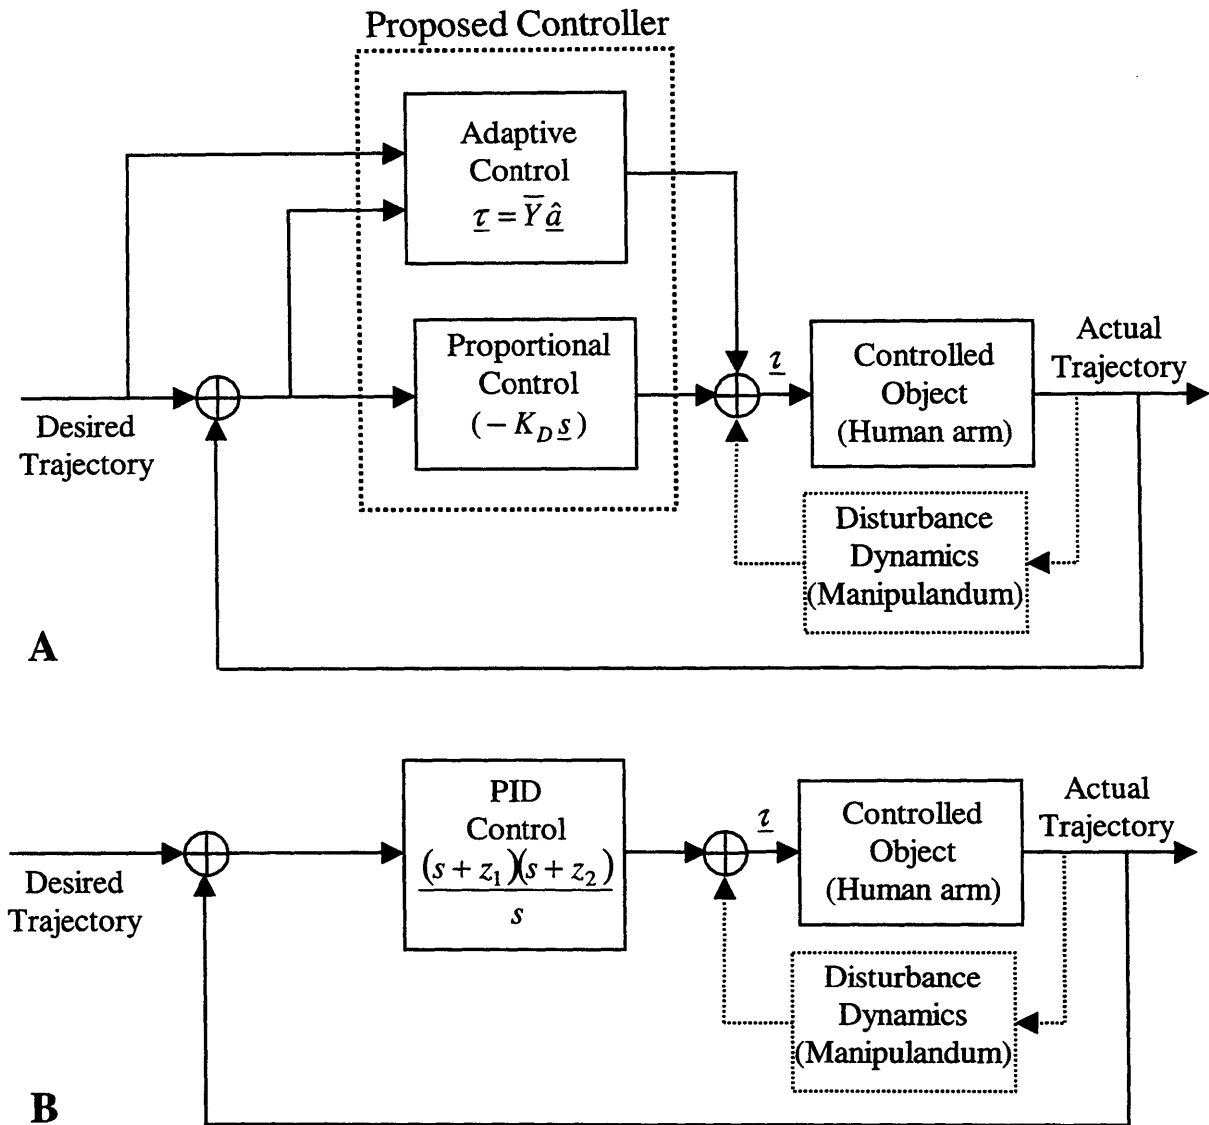 Proposed Controller
Adaptive
Control
τ = Y̅ â
Proportional
Control
(− K_D s)
Desired
Trajectory
τ
Controlled
Object
(Human arm)
Actual
Trajectory
Disturbance
Dynamics
(Manipulandum)
A
PID
Control
(s + z₁)(s + z₂)
s
Desired
Trajectory
τ
Controlled
Object
(Human arm)
Actual
Trajectory
Disturbance
Dynamics
(Manipulandum)
B